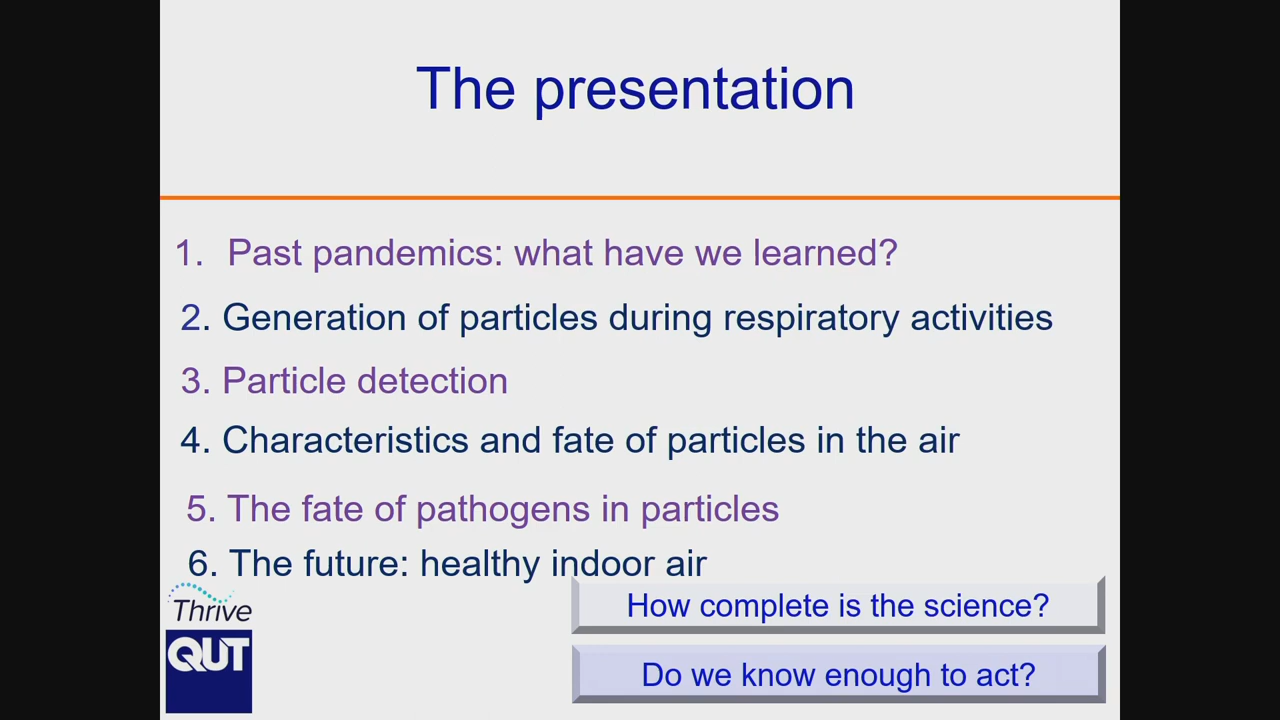 The presentation
1. Past pandemics: what have we learned?
2. Generation of particles during respiratory activities
3. Particle detection
4. Characteristics and fate of particles in the air
5. The fate of pathogens in particles
6. The future: healthy indoor air
How complete is the science?
Thrive
QUT
Do we know enough to act?